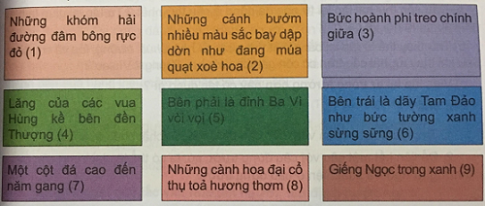 Những khóm hải
đường đâm bông rực
đỏ (1)
Những cánh bướm
nhiều màu sắc bay dập
dờn như đang múa
quạt xoè hoa (2)
Bức hoành phi treo chính
giữa (3)
Lăng của các vua
Hùng kề bên đền
Thượng (4)
Bên phải là đỉnh Ba Vì
vòi vọi (5)
Bên trái là dãy Tam Đảo
như bức tường xanh
sừng sững (6)
Một cột đá cao đến
năm gang (7)
Những cành hoa đại cổ
thụ toả hương thơm (8)
Giếng Ngọc trong xanh (9)